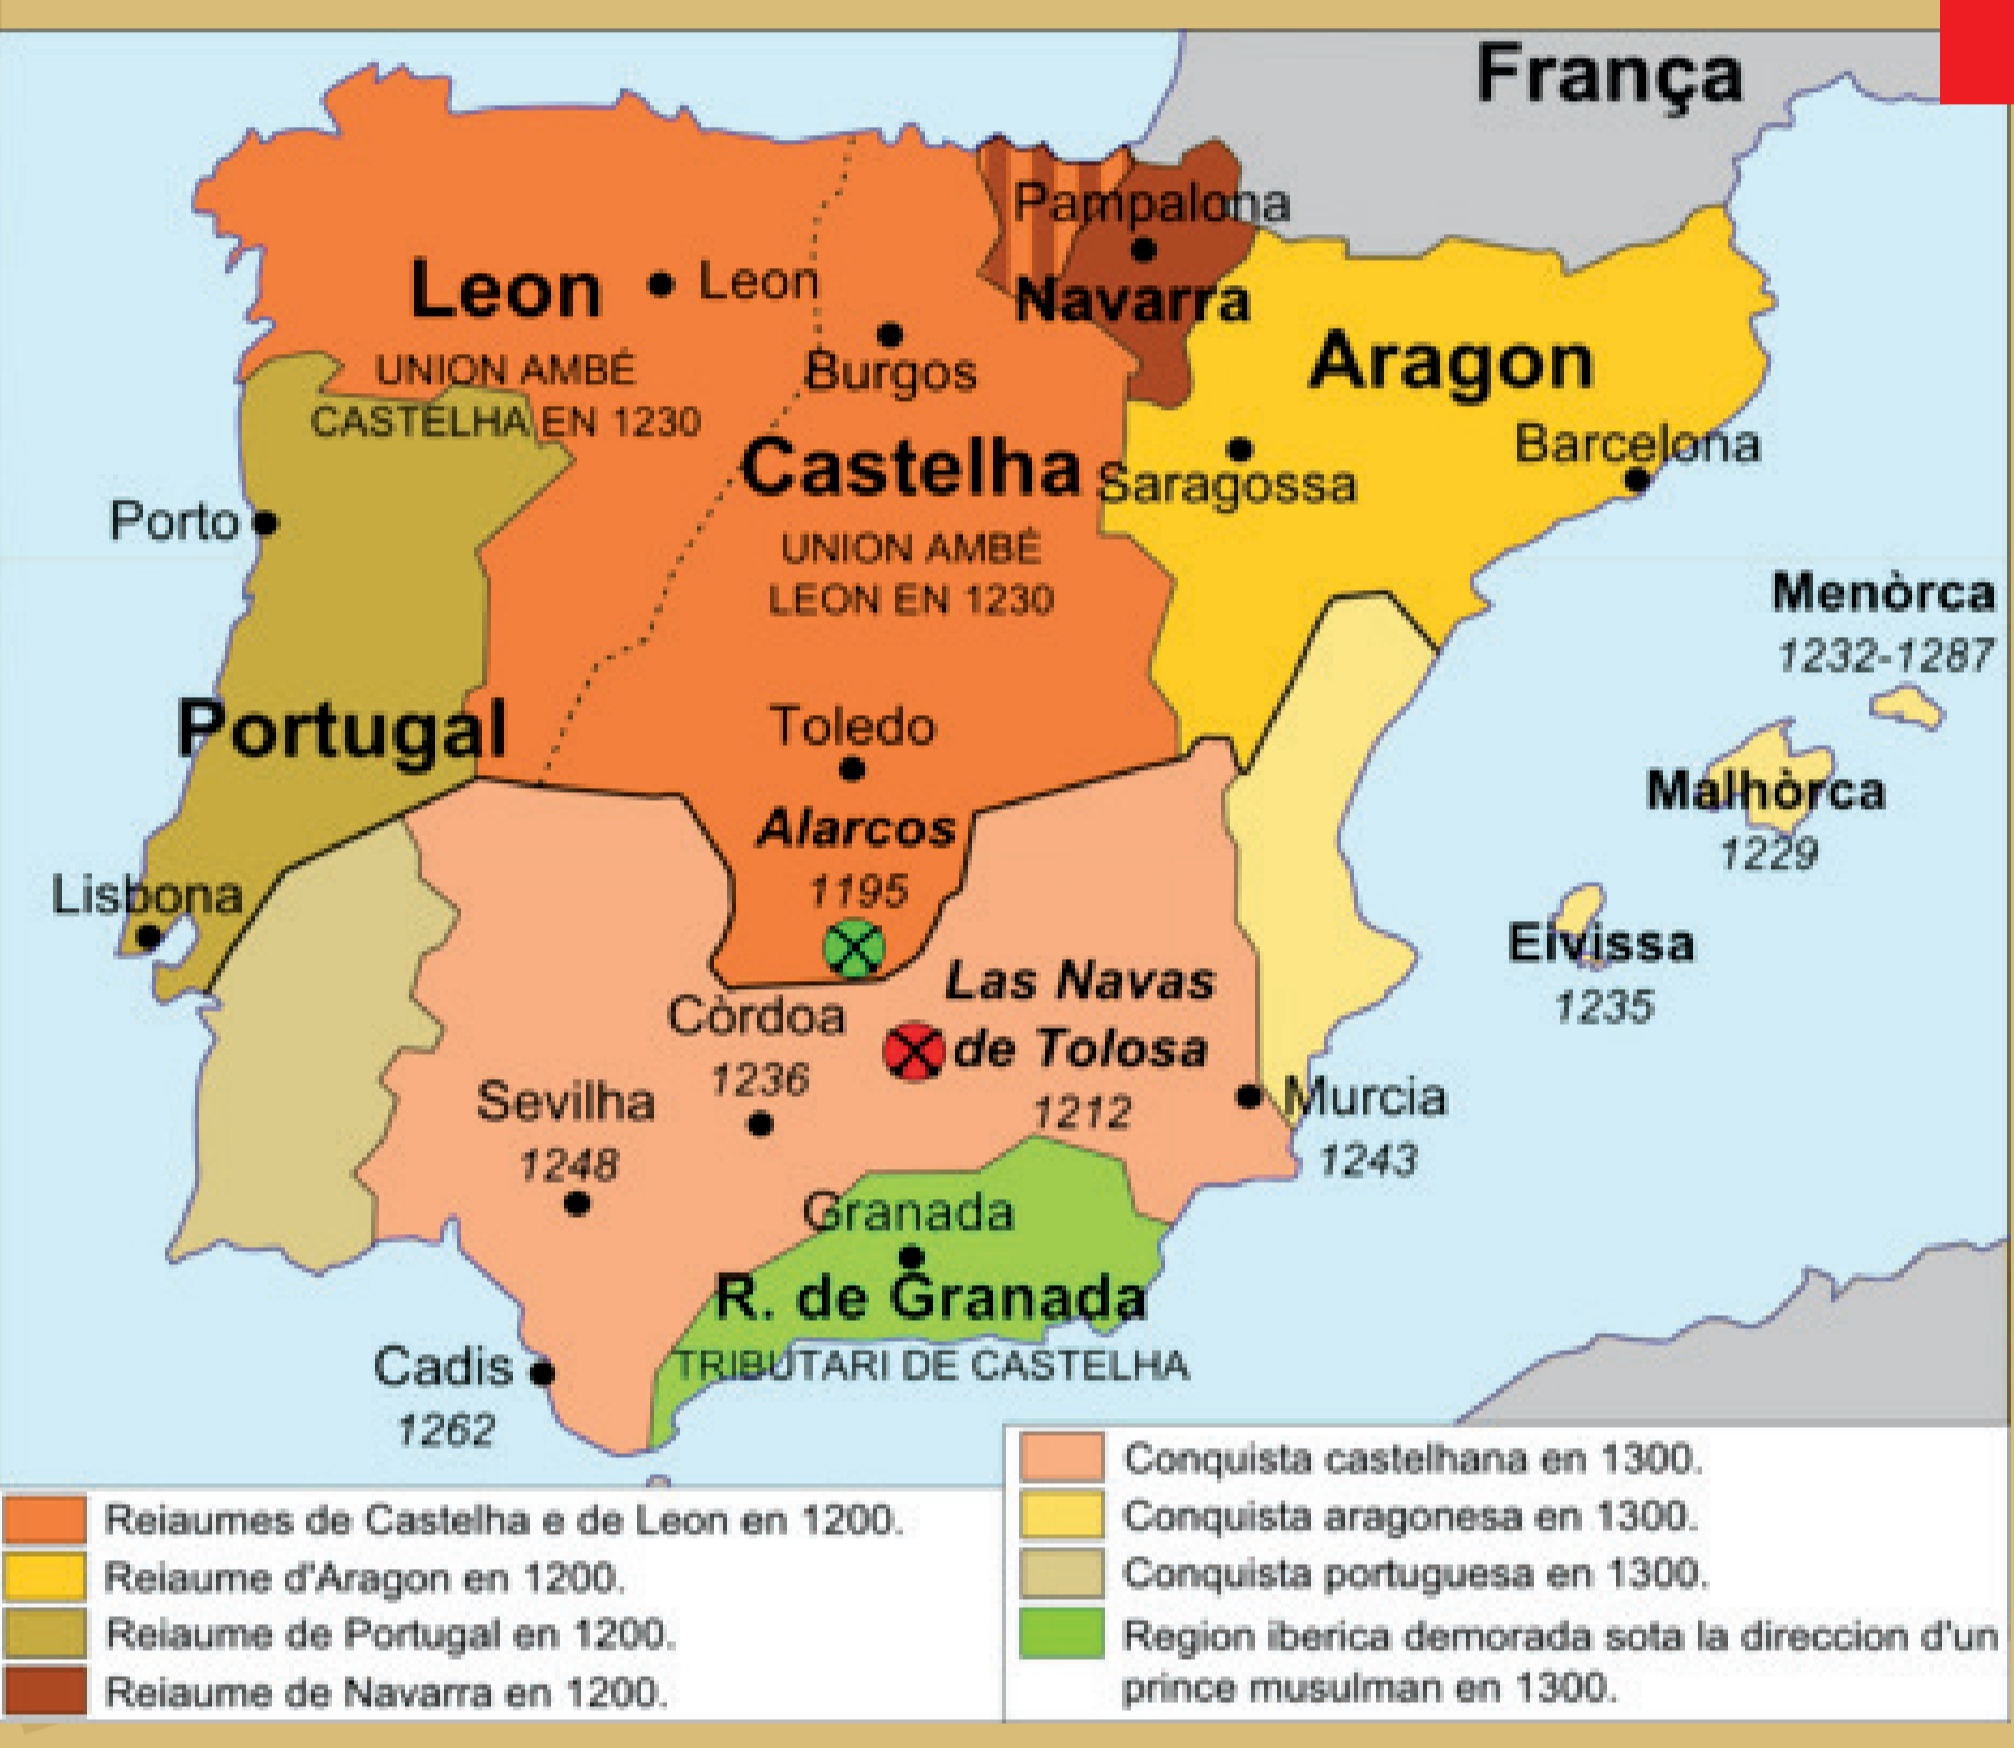 França
Pampalona
Navarra
Leon
Leon
UNION AMBÉ
CASTELHA EN 1230
Burgos
Aragon
Barcelona
Castelha
Saragossa
Porto
UNION AMBÉ
LEON EN 1230
Menòrca
1232-1287
Portugal
Toledo
Malhòrca
1229
Alarcos
1195
Lisbona
Eivissa
1235
Las Navas
de Tolosa
1212
Còrdoa
1236
Sevilha
1248
Murcia
1243
Granada
R. de Granada
TRIBUTARI DE CASTELHA
Cadis
1262
Reiaumes de Castelha e de Leon en 1200.
Reiaume d'Aragon en 1200.
Reiaume de Portugal en 1200.
Reiaume de Navarra en 1200.
Conquista castelhana en 1300.
Conquista aragonesa en 1300.
Conquista portuguesa en 1300.
Region iberica demorada sota la direccion d'un
prince musulman en 1300.